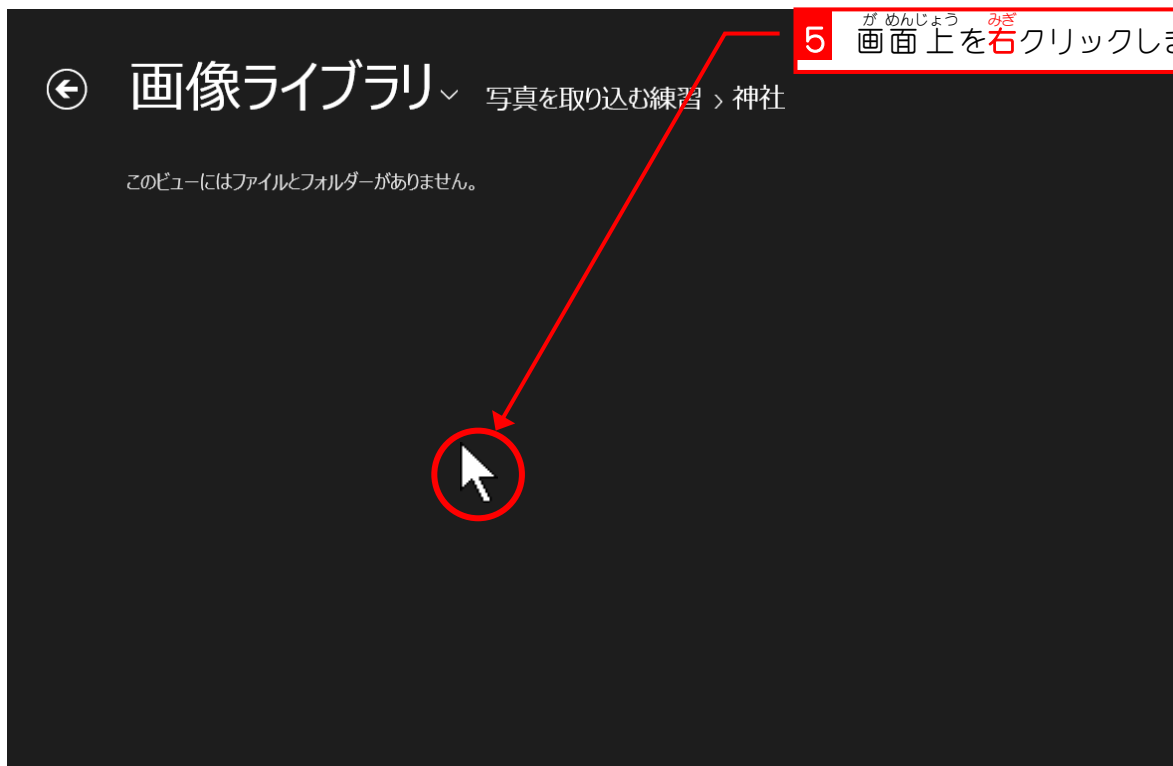 5 画面上を右クリックしま
がめんじょう みぎ
画像ライブラリ 写真を取り込む練習 › 神社
このビューにはファイルとフォルダーがありません。